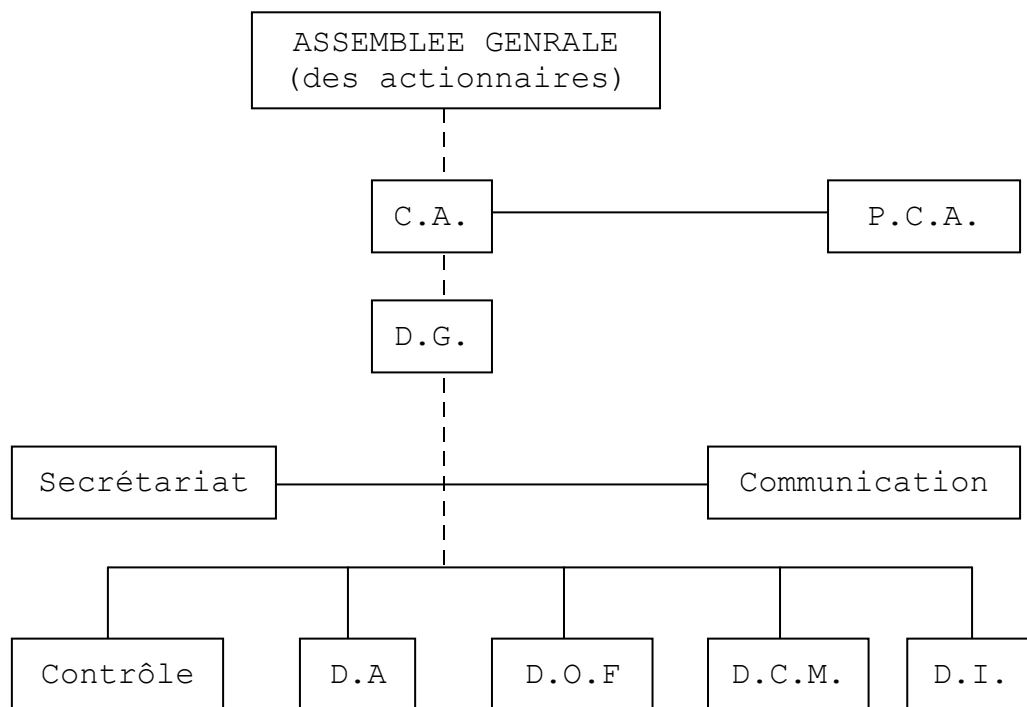 ASSEMBLEE GENRALE
(des actionnaires)
C.A.
P.C.A.
D.G.
Secrétariat
Communication
Contrôle
D.A
D.O.F
D.C.M.
D.I.